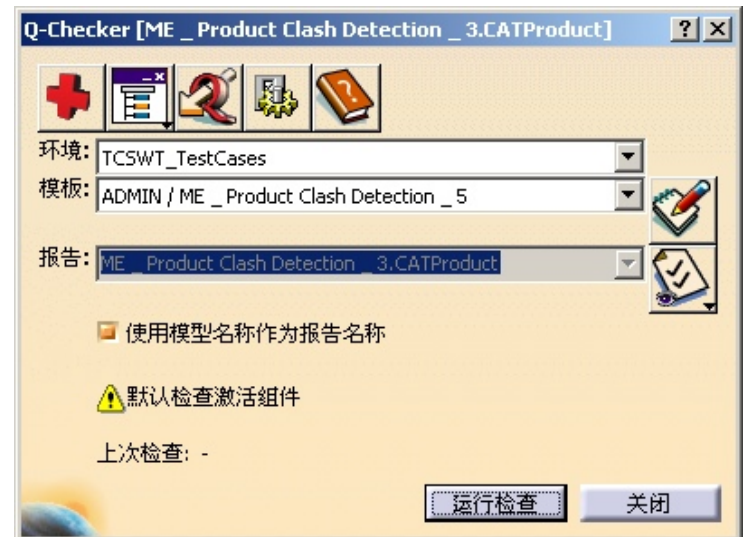 Q-Checker [ME _ Product Clash Detection _ 3.CATProduct]
环境: TCSWT_TestCases
模板: ADMIN / ME _ Product Clash Detection _ 5
报告: ME _ Product Clash Detection _ 3.CATProduct
使用模型名称作为报告名称
默认检查激活组件
上次检查: -
运行检查 关闭